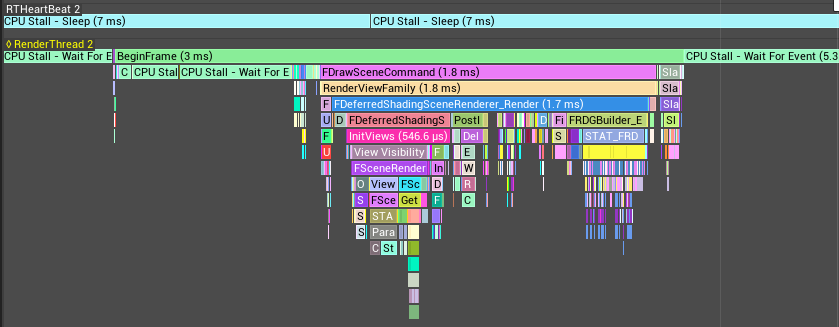 RTHeartBeat 2
CPU Stall - Sleep (7 ms) CPU Stall - Sleep (7 ms)
◊ RenderThread 2
CPU Stall - Wait For E BeginFrame (3 ms) CPU Stall - Wait For Event (5.3
C CPU Stal CPU Stall - Wait For E FDrawSceneCommand (1.8 ms) Sla
RenderViewFamily (1.8 ms) Sla
F FDeferredShadingSceneRenderer_Render (1.7 ms) Sla
U D FDeferredShadingS PostI D Fi FRDGBuilder_E Sl
F InitViews (546.6 µs) Del S STAT_FRD
U View Visibility F E
FSceneRender In W
O View FSc D R
S FSce Get F C
S STA
S Para
C St